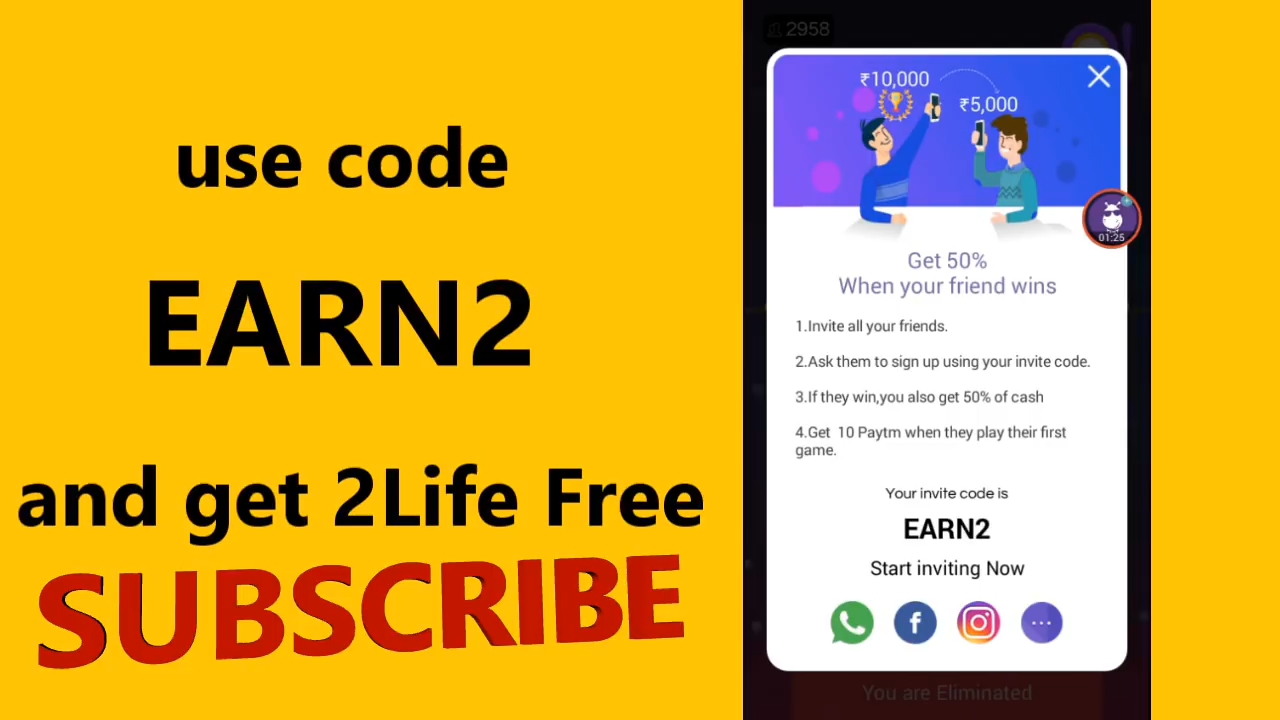 use code
EARN2
and get 2Life Free
SUBSCRIBE
2958
₹10,000
₹5,000
01:25
Get 50%
When your friend wins
1.Invite all your friends.
2.Ask them to sign up using your invite code.
3.If they win,you also get 50% of cash
4.Get 10 Paytm when they play their first
game.
Your invite code is
EARN2
Start inviting Now
You are Eliminated